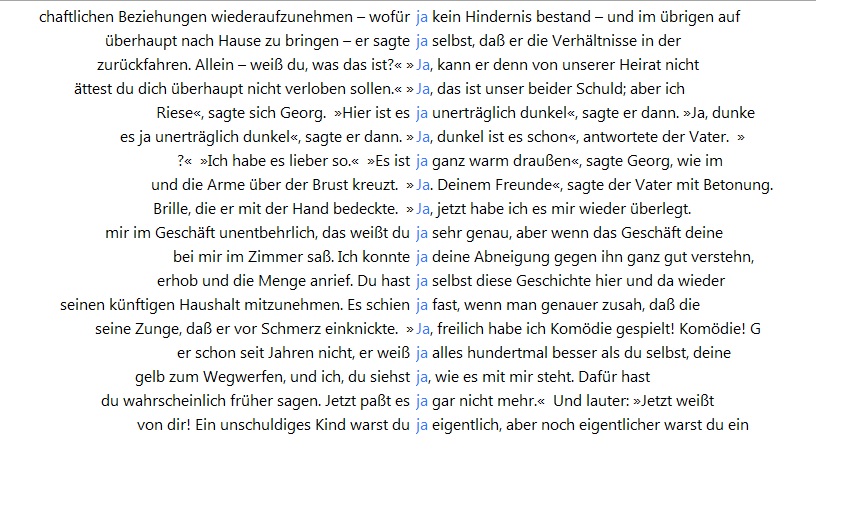 chaftlichen Beziehungen wiederaufzunehmen – wofür ja kein Hindernis bestand – und im übrigen auf
überhaupt nach Hause zu bringen – er sagte ja selbst, daß er die Verhältnisse in der
zurückfahren. Allein – weiß du, was das ist?« »Ja, kann er denn von unserer Heirat nicht
ättest du dich überhaupt nicht verloben sollen.« »Ja, das ist unser beider Schuld; aber ich
Riese«, sagte sich Georg. »Hier ist es ja unerträglich dunkel«, sagte er dann. »Ja, dunke
es ja unerträglich dunkel«, sagte er dann. »Ja, dunkel ist es schon«, antwortete der Vater. »
?« »Ich habe es lieber so.« »Es ist ja ganz warm draußen«, sagte Georg, wie im
und die Arme über der Brust kreuzt. »Ja. Deinem Freunde«, sagte der Vater mit Betonung.
Brille, die er mit der Hand bedeckte. »Ja, jetzt habe ich es mir wieder überlegt.
mir im Geschäft unentbehrlich, das weißt du ja sehr genau, aber wenn das Geschäft deine
bei mir im Zimmer saß. Ich konnte ja deine Abneigung gegen ihn ganz gut verstehn,
erhob und die Menge anrief. Du hast ja selbst diese Geschichte hier und da wieder
seinen künftigen Haushalt mitzunehmen. Es schien ja fast, wenn man genauer zusah, daß die
seine Zunge, daß er vor Schmerz einknickte. »Ja, freilich habe ich Komödie gespielt! Komödie! G
er schon seit Jahren nicht, er weiß ja alles hundertmal besser als du selbst, deine
gelb zum Wegwerfen, und ich, du siehst ja, wie es mit mir steht. Dafür hast
du wahrscheinlich früher sagen. Jetzt paßt es ja gar nicht mehr.« Und lauter: »Jetzt weißt
von dir! Ein unschuldiges Kind warst du ja eigentlich, aber noch eigentlicher warst du ein